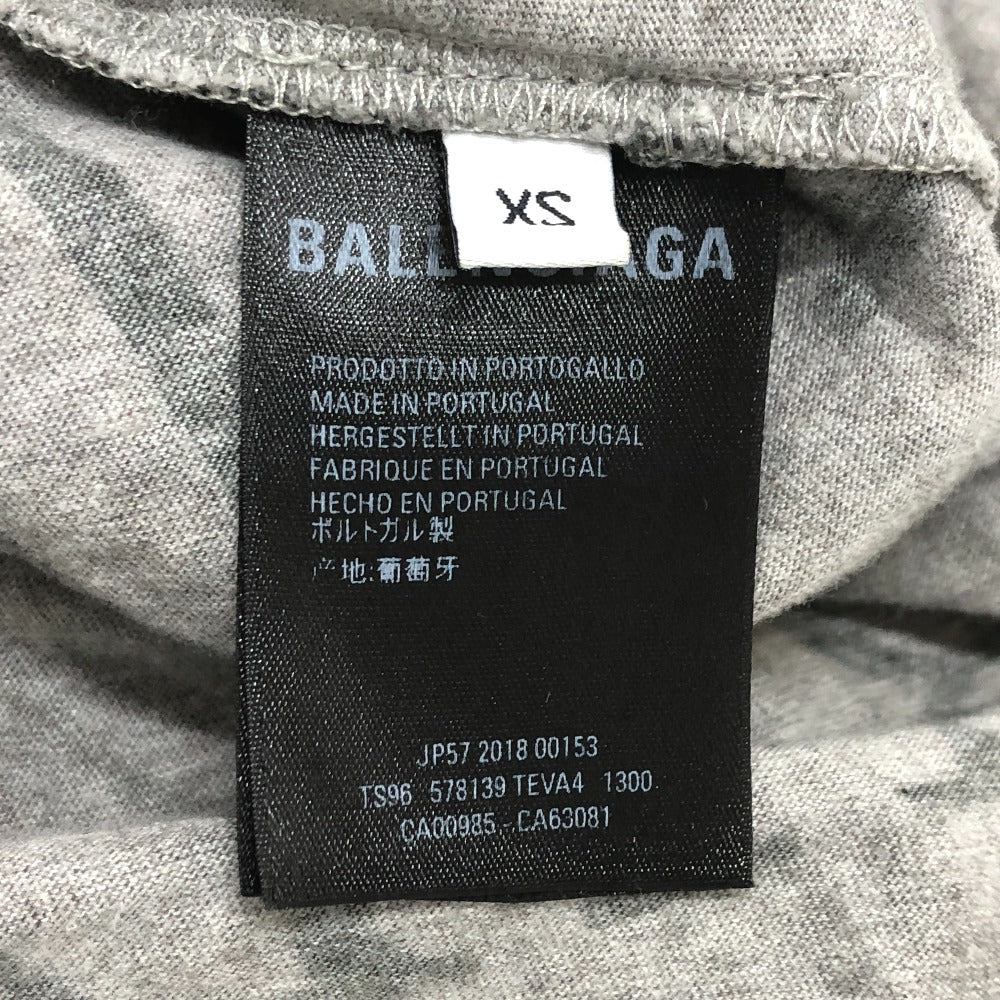 XS
BALENCIAGA
PRODOTTO IN PORTOGALLO
MADE IN PORTUGAL
HERGESTELLT IN PORTUGAL
FABRIQUE EN PORTUGAL
HECHO EN PORTUGAL
ポルトガル製
产地:葡萄牙
JP57 2018 00153
TS96 578139 TEVA4 1300
CA00985 - CA63081